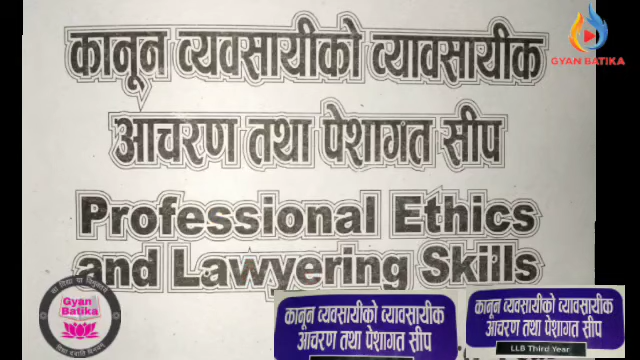 GYAN BATIKA
कानून व्यवसायीको व्यावसायीक
आचरण तथा पेशागत सीप
Professional Ethics
and Lawyering Skills
Gyan
Batika
कानून व्यवसायीको व्यावसायीक
आचरण तथा पेशागत सीप
कानून व्यवसायीको व्यावसायीक
आचरण तथा पेशागत सीप
LLB Third Year